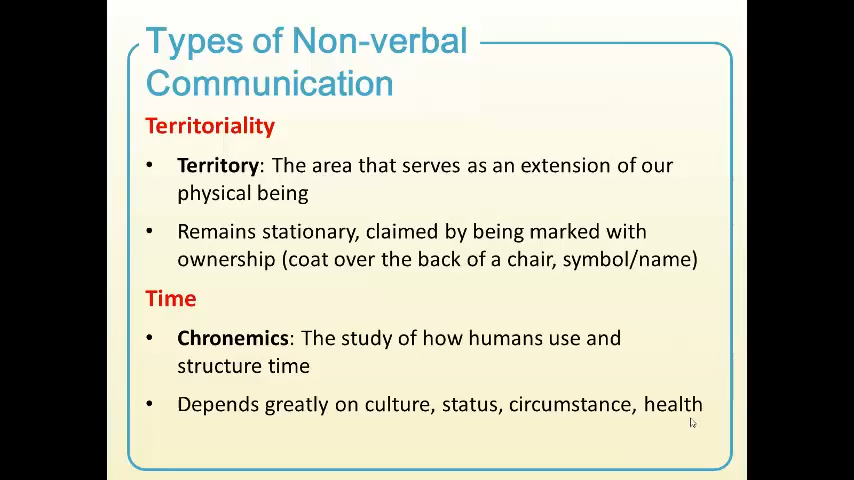 Types of Non-verbal
Communication
Territoriality
• Territory: The area that serves as an extension of our
physical being
• Remains stationary, claimed by being marked with
ownership (coat over the back of a chair, symbol/name)
Time
• Chronemics: The study of how humans use and
structure time
• Depends greatly on culture, status, circumstance, health